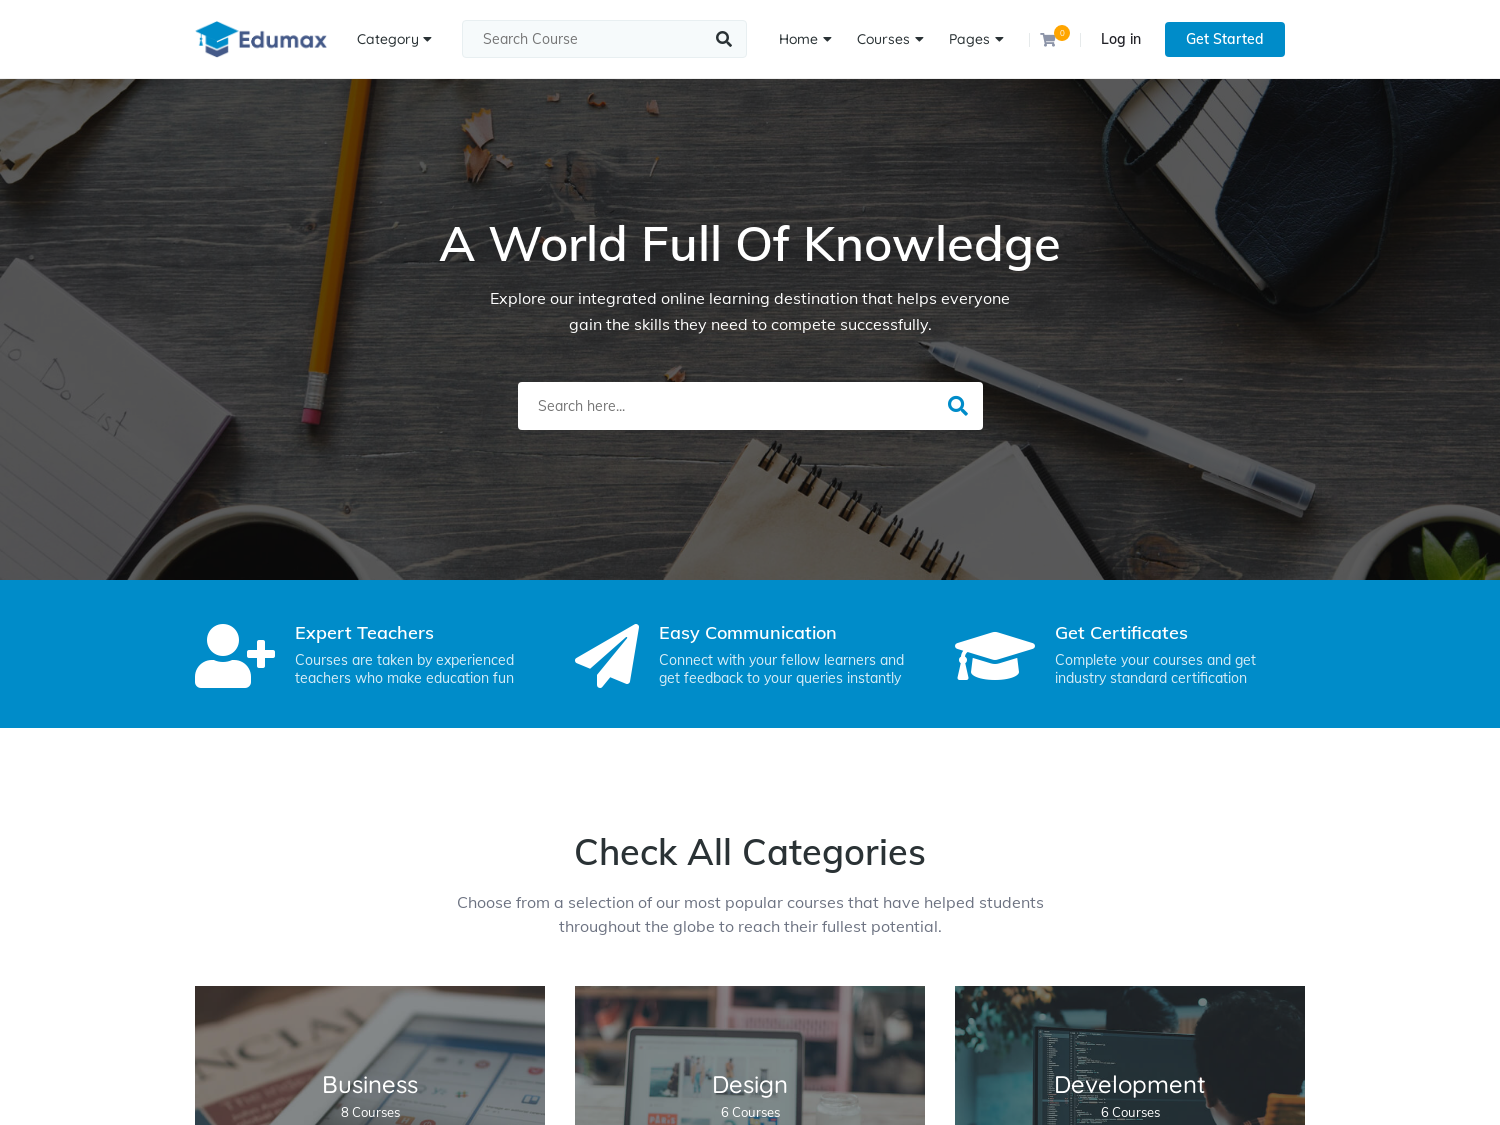 Edumax
Category
Search Course
Home
Courses
Pages
0
Log in
Get Started
A World Full Of Knowledge
Explore our integrated online learning destination that helps everyone
gain the skills they need to compete successfully.
To Do List
Search here...
Expert Teachers
Courses are taken by experienced
teachers who make education fun
Easy Communication
Connect with your fellow learners and
get feedback to your queries instantly
Get Certificates
Complete your courses and get
industry standard certification
Check All Categories
Choose from a selection of our most popular courses that have helped students
throughout the globe to reach their fullest potential.
Business
8 Courses
Design
6 Courses
Development
6 Courses